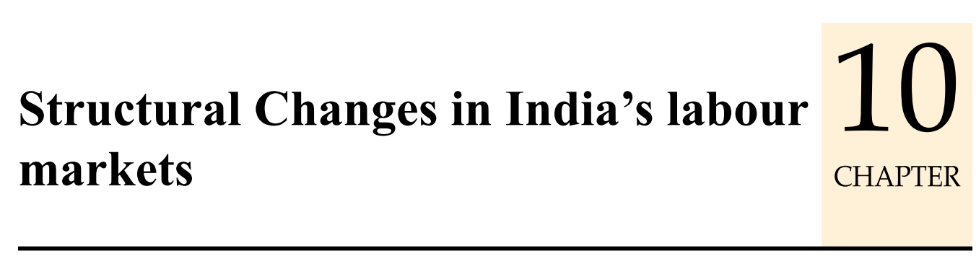 Structural Changes in India’s labour
markets
10
CHAPTER